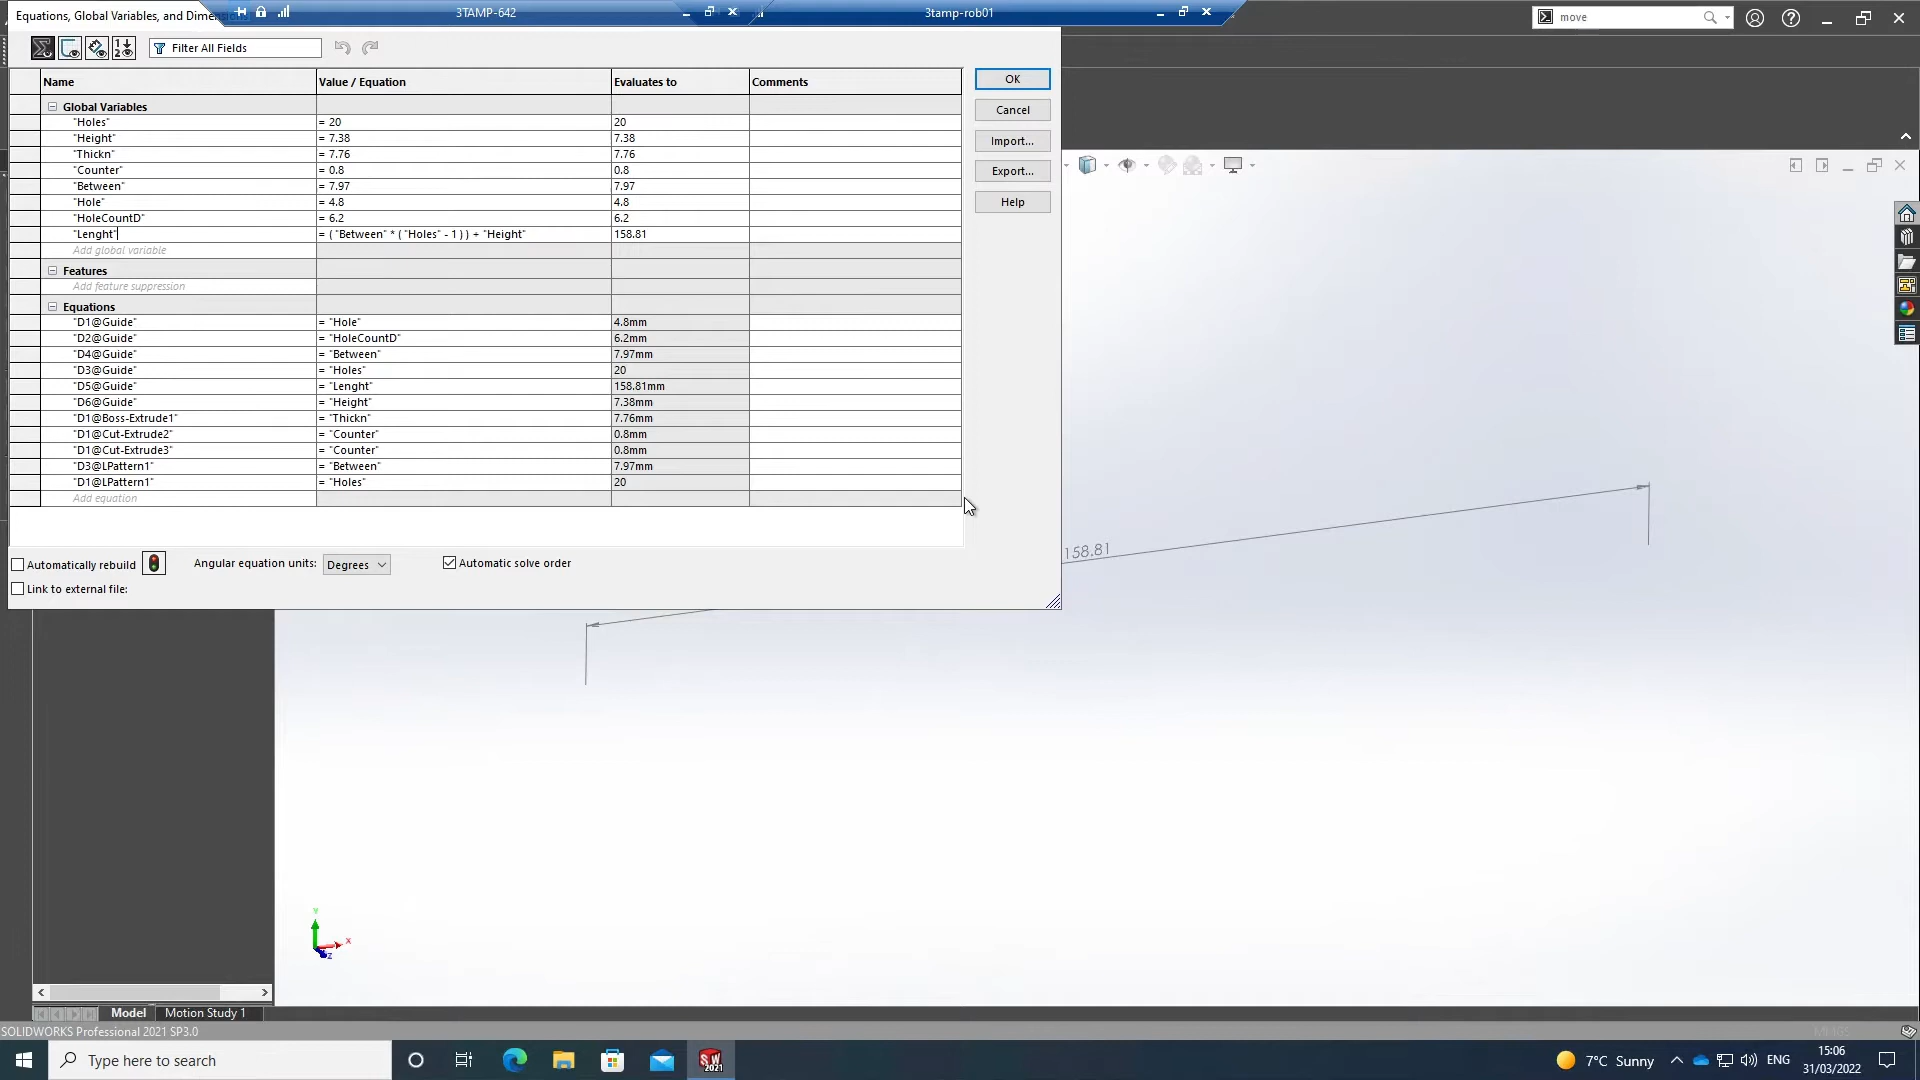 Equations, Global Variables, and Dimen
3TAMP-642
3tamp-rob01
move
Filter All Fields
Name Value / Equation Evaluates to Comments
Global Variables
"Holes" = 20 20
"Height" = 7.38 7.38
"Thickn" = 7.76 7.76
"Counter" = 0.8 0.8
"Between" = 7.97 7.97
"Hole" = 4.8 4.8
"HoleCountD" = 6.2 6.2
"Lenght" = ( "Between" * ( "Holes" - 1 ) ) + "Height" 158.81
Add global variable
Features
Add feature suppression
Equations
"D1@Guide" = "Hole" 4.8mm
"D2@Guide" = "HoleCountD" 6.2mm
"D4@Guide" = "Between" 7.97mm
"D3@Guide" = "Holes" 20
"D5@Guide" = "Lenght" 158.81mm
"D6@Guide" = "Height" 7.38mm
"D1@Boss-Extrude1" = "Thickn" 7.76mm
"D1@Cut-Extrude2" = "Counter" 0.8mm
"D1@Cut-Extrude3" = "Counter" 0.8mm
"D3@LPattern1" = "Between" 7.97mm
"D1@LPattern1" = "Holes" 20
Add equation
OK
Cancel
Import...
Export...
Help
Automatically rebuild Angular equation units: Degrees Automatic solve order
Link to external file:
158.81
Y
X
Z
Model Motion Study 1
SOLIDWORKS Professional 2021 SP3.0
MMGS
Type here to search
SW
2021
7°C Sunny
ENG
15:06
31/03/2022